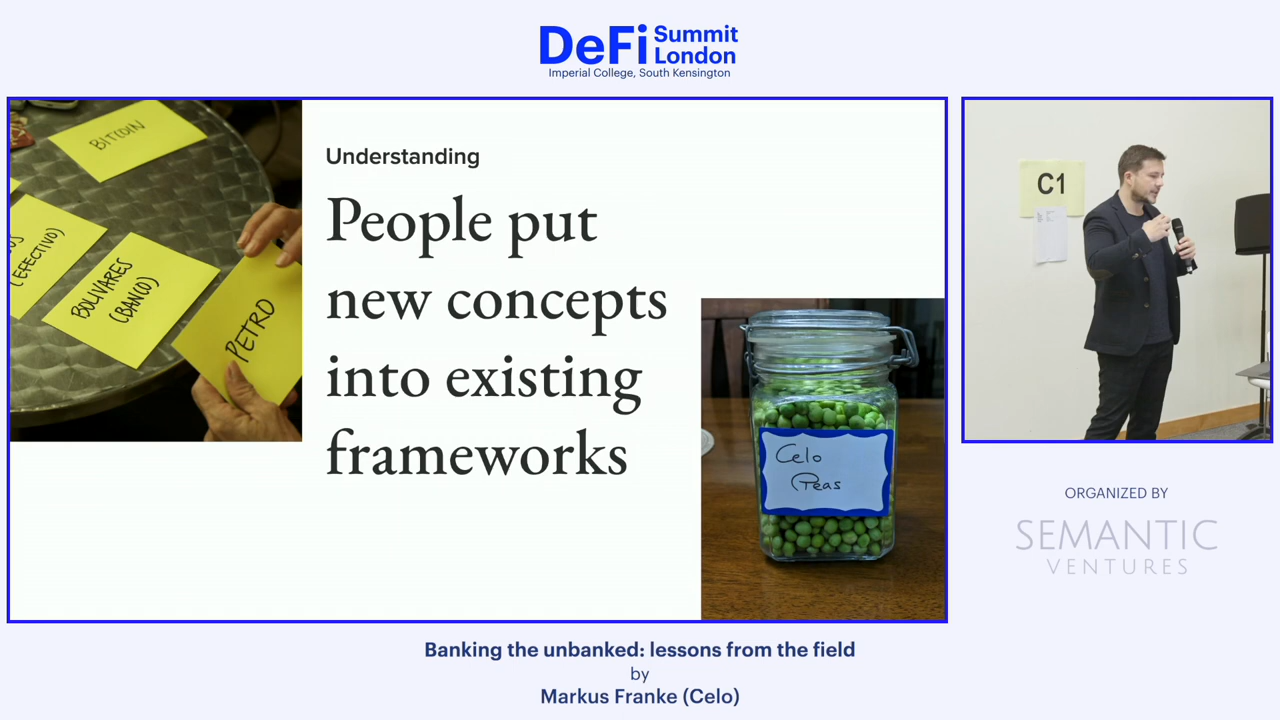 DeFi Summit
London
Imperial College, South Kensington
BITCOIN
(EFECTIVO)
BOLIVARES
(BANCO)
PETRO
Understanding
People put
new concepts
into existing
frameworks
Celo
Peas
C1
ORGANIZED BY
SEMANTIC
VENTURES
Banking the unbanked: lessons from the field
by
Markus Franke (Celo)